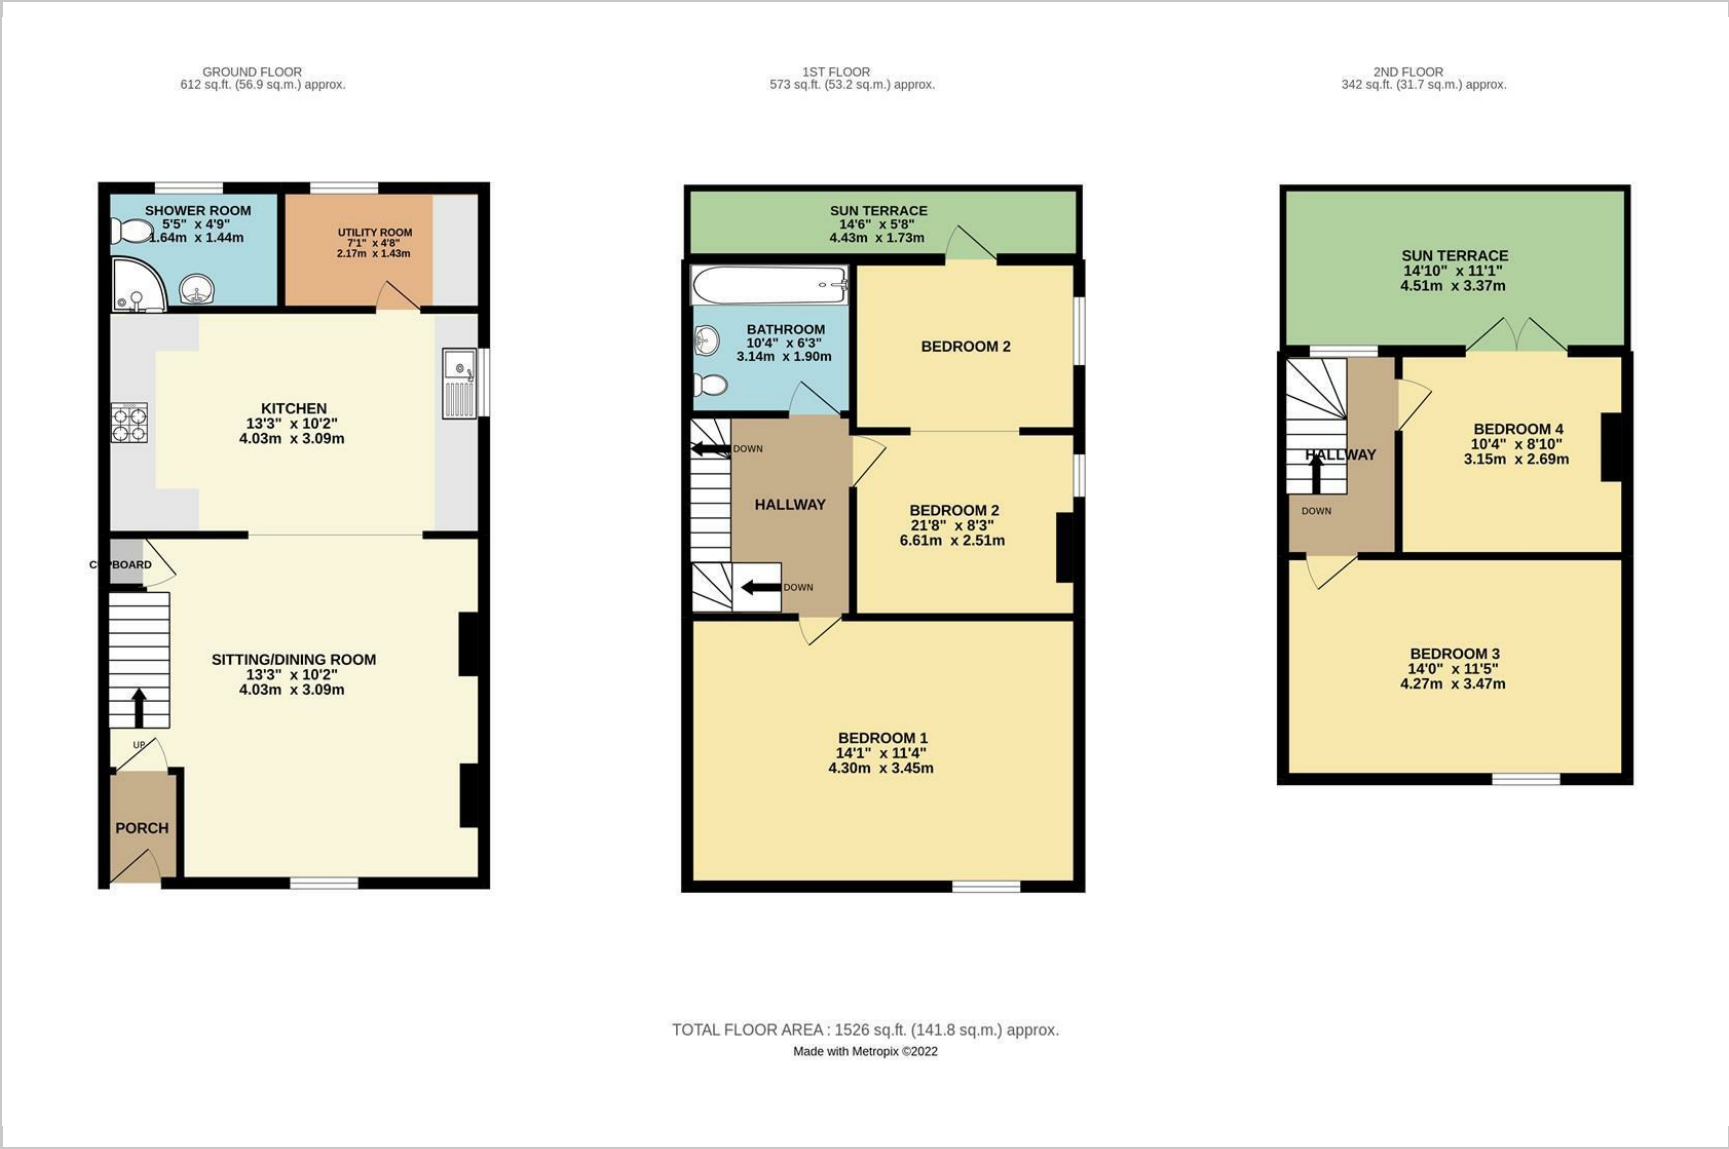 GROUND FLOOR
612 sq.ft. (56.9 sq.m.) approx.
1ST FLOOR
573 sq.ft. (53.2 sq.m.) approx.
2ND FLOOR
342 sq.ft. (31.7 sq.m.) approx.
SHOWER ROOM
5'5" x 4'9"
1.64m x 1.44m
UTILITY ROOM
7'1" x 4'8"
2.17m x 1.43m
KITCHEN
13'3" x 10'2"
4.03m x 3.09m
CUPBOARD
SITTING/DINING ROOM
13'3" x 10'2"
4.03m x 3.09m
UP
PORCH
SUN TERRACE
14'6" x 5'8"
4.43m x 1.73m
BATHROOM
10'4" x 6'3"
3.14m x 1.90m
BEDROOM 2
DOWN
HALLWAY
BEDROOM 2
21'8" x 8'3"
6.61m x 2.51m
DOWN
BEDROOM 1
14'1" x 11'4"
4.30m x 3.45m
SUN TERRACE
14'10" x 11'1"
4.51m x 3.37m
HALLWAY
DOWN
BEDROOM 4
10'4" x 8'10"
3.15m x 2.69m
BEDROOM 3
14'0" x 11'5"
4.27m x 3.47m
TOTAL FLOOR AREA : 1526 sq.ft. (141.8 sq.m.) approx.
Made with Metropix ©2022